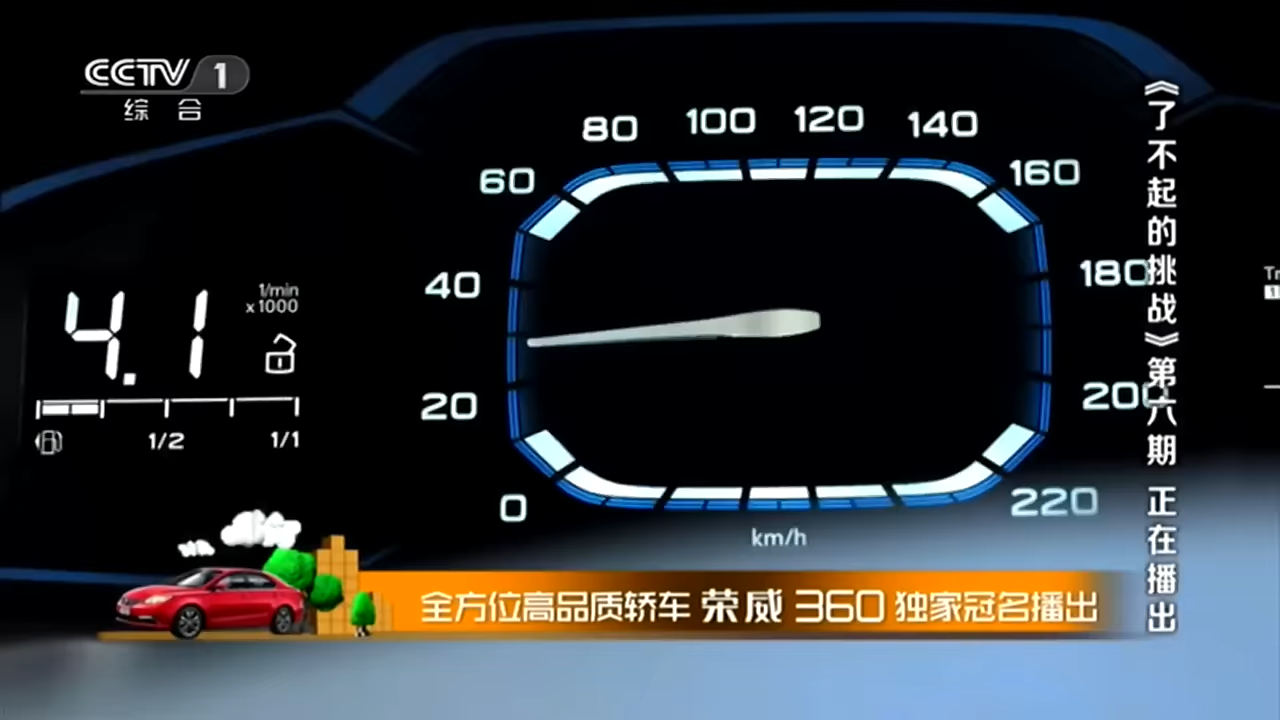 CCTV 1
综合
80
100
120
140
60
160
40
180
20
200
0
220
km/h
4.1
1/min
x1000
1/2
1/1
《了不起的挑战》第六期 正在播出
全方位高品质轿车 荣威 360 独家冠名播出